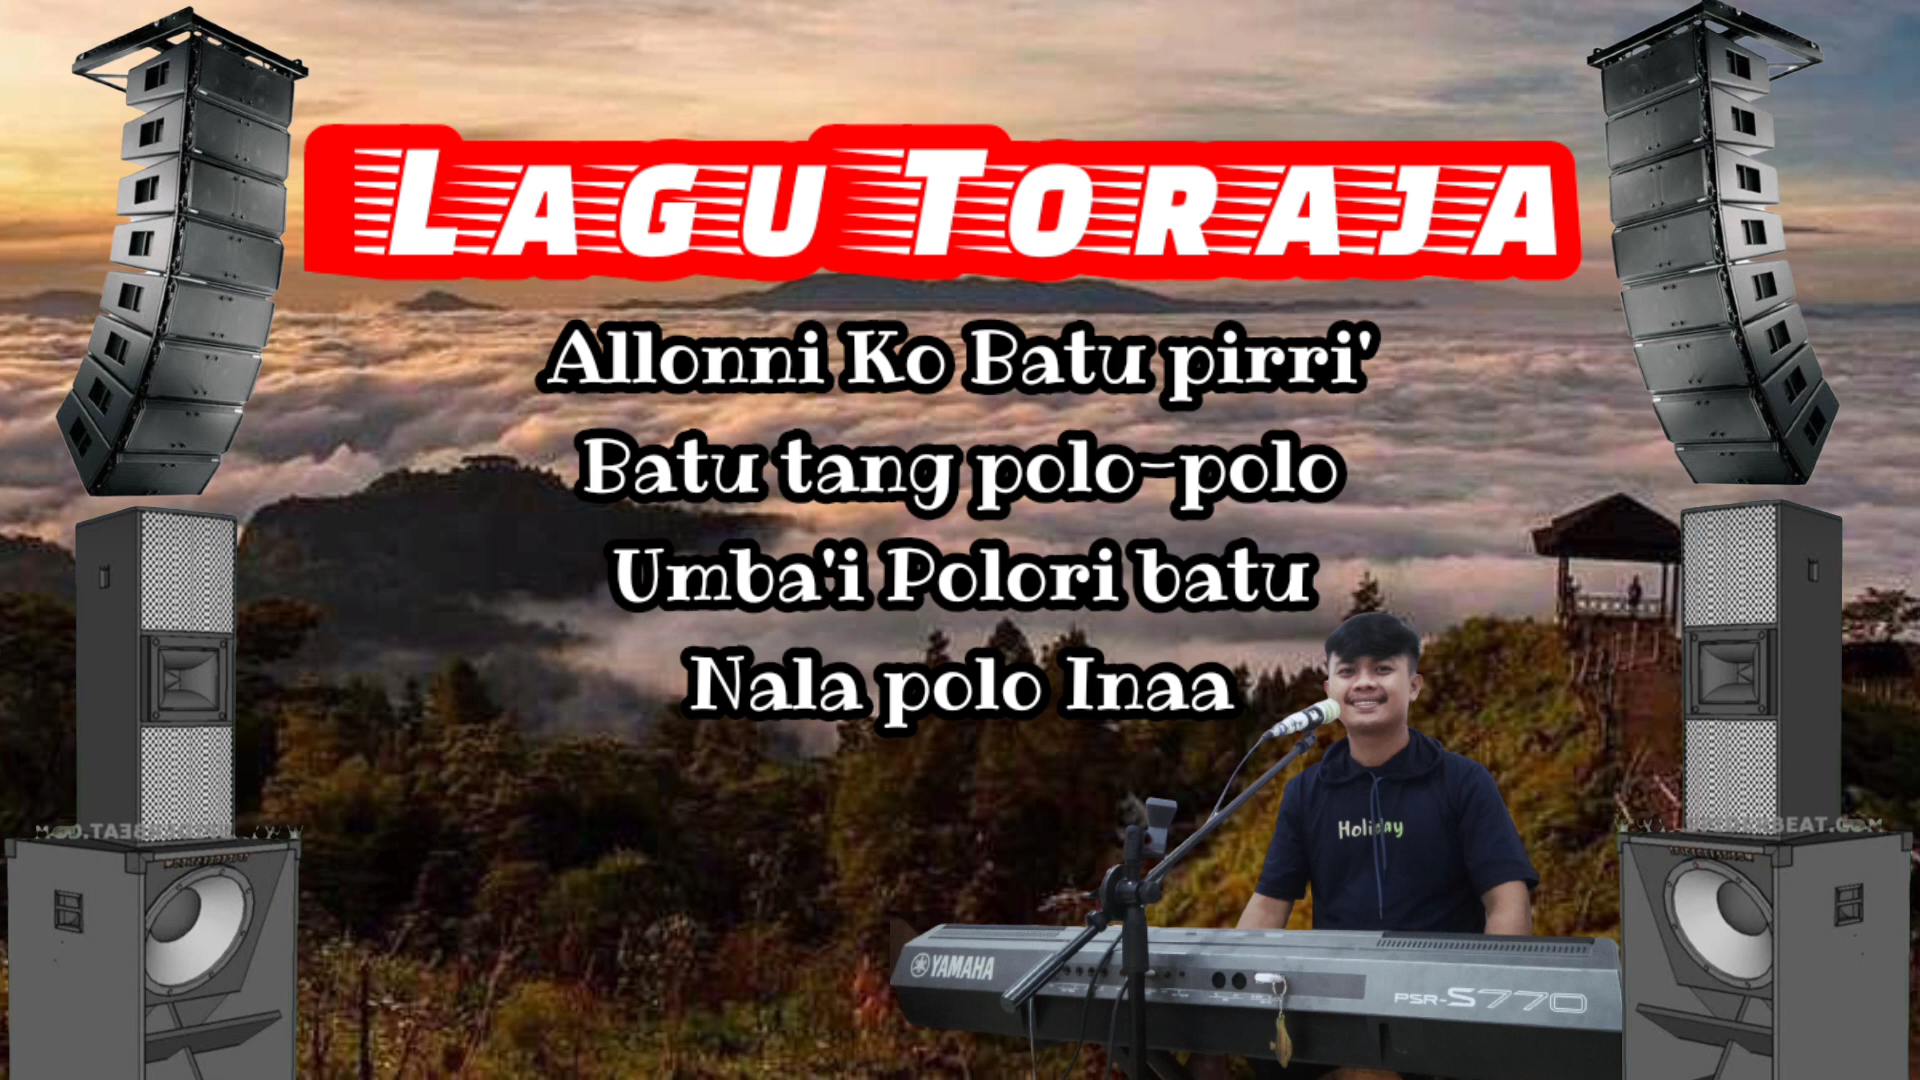 Lagu Toraja
Allonni Ko Batu pirri'
Batu tang polo-polo
Umba'i Polori batu
Nala polo Inaa
Holiday
YAMAHA
PSR-S770